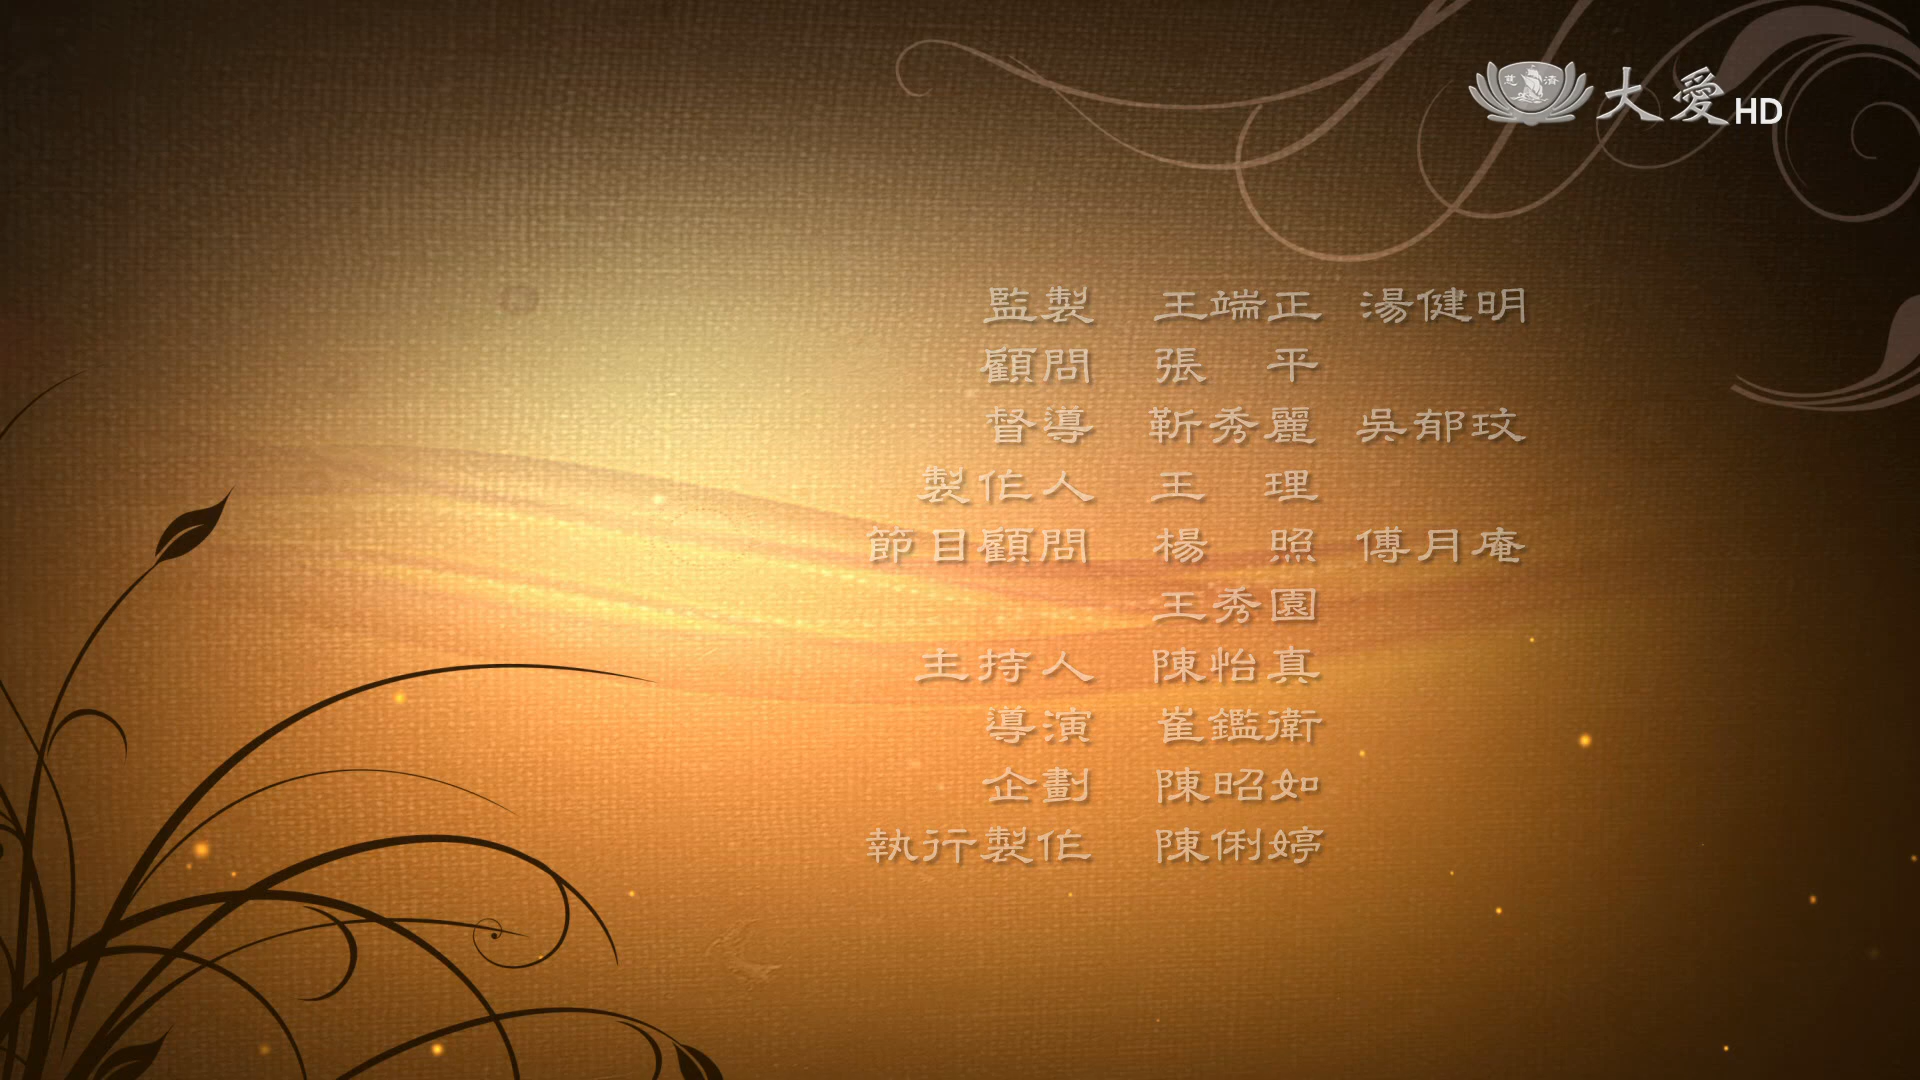 慈濟 大愛HD
監製 王端正 湯健明
顧問 張 平
督導 靳秀麗 吳郁玟
製作人 王 理
節目顧問 楊 照 傅月庵
王秀園
主持人 陳怡真
導演 崔鑑衛
企劃 陳昭如
執行製作 陳俐婷